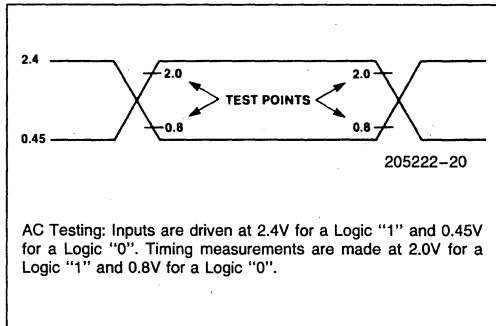 2.4
2.0 TEST POINTS 2.0
0.8 0.8
0.45
205222-20
AC Testing: Inputs are driven at 2.4V for a Logic "1" and 0.45V
for a Logic "0". Timing measurements are made at 2.0V for a
Logic "1" and 0.8V for a Logic "0".